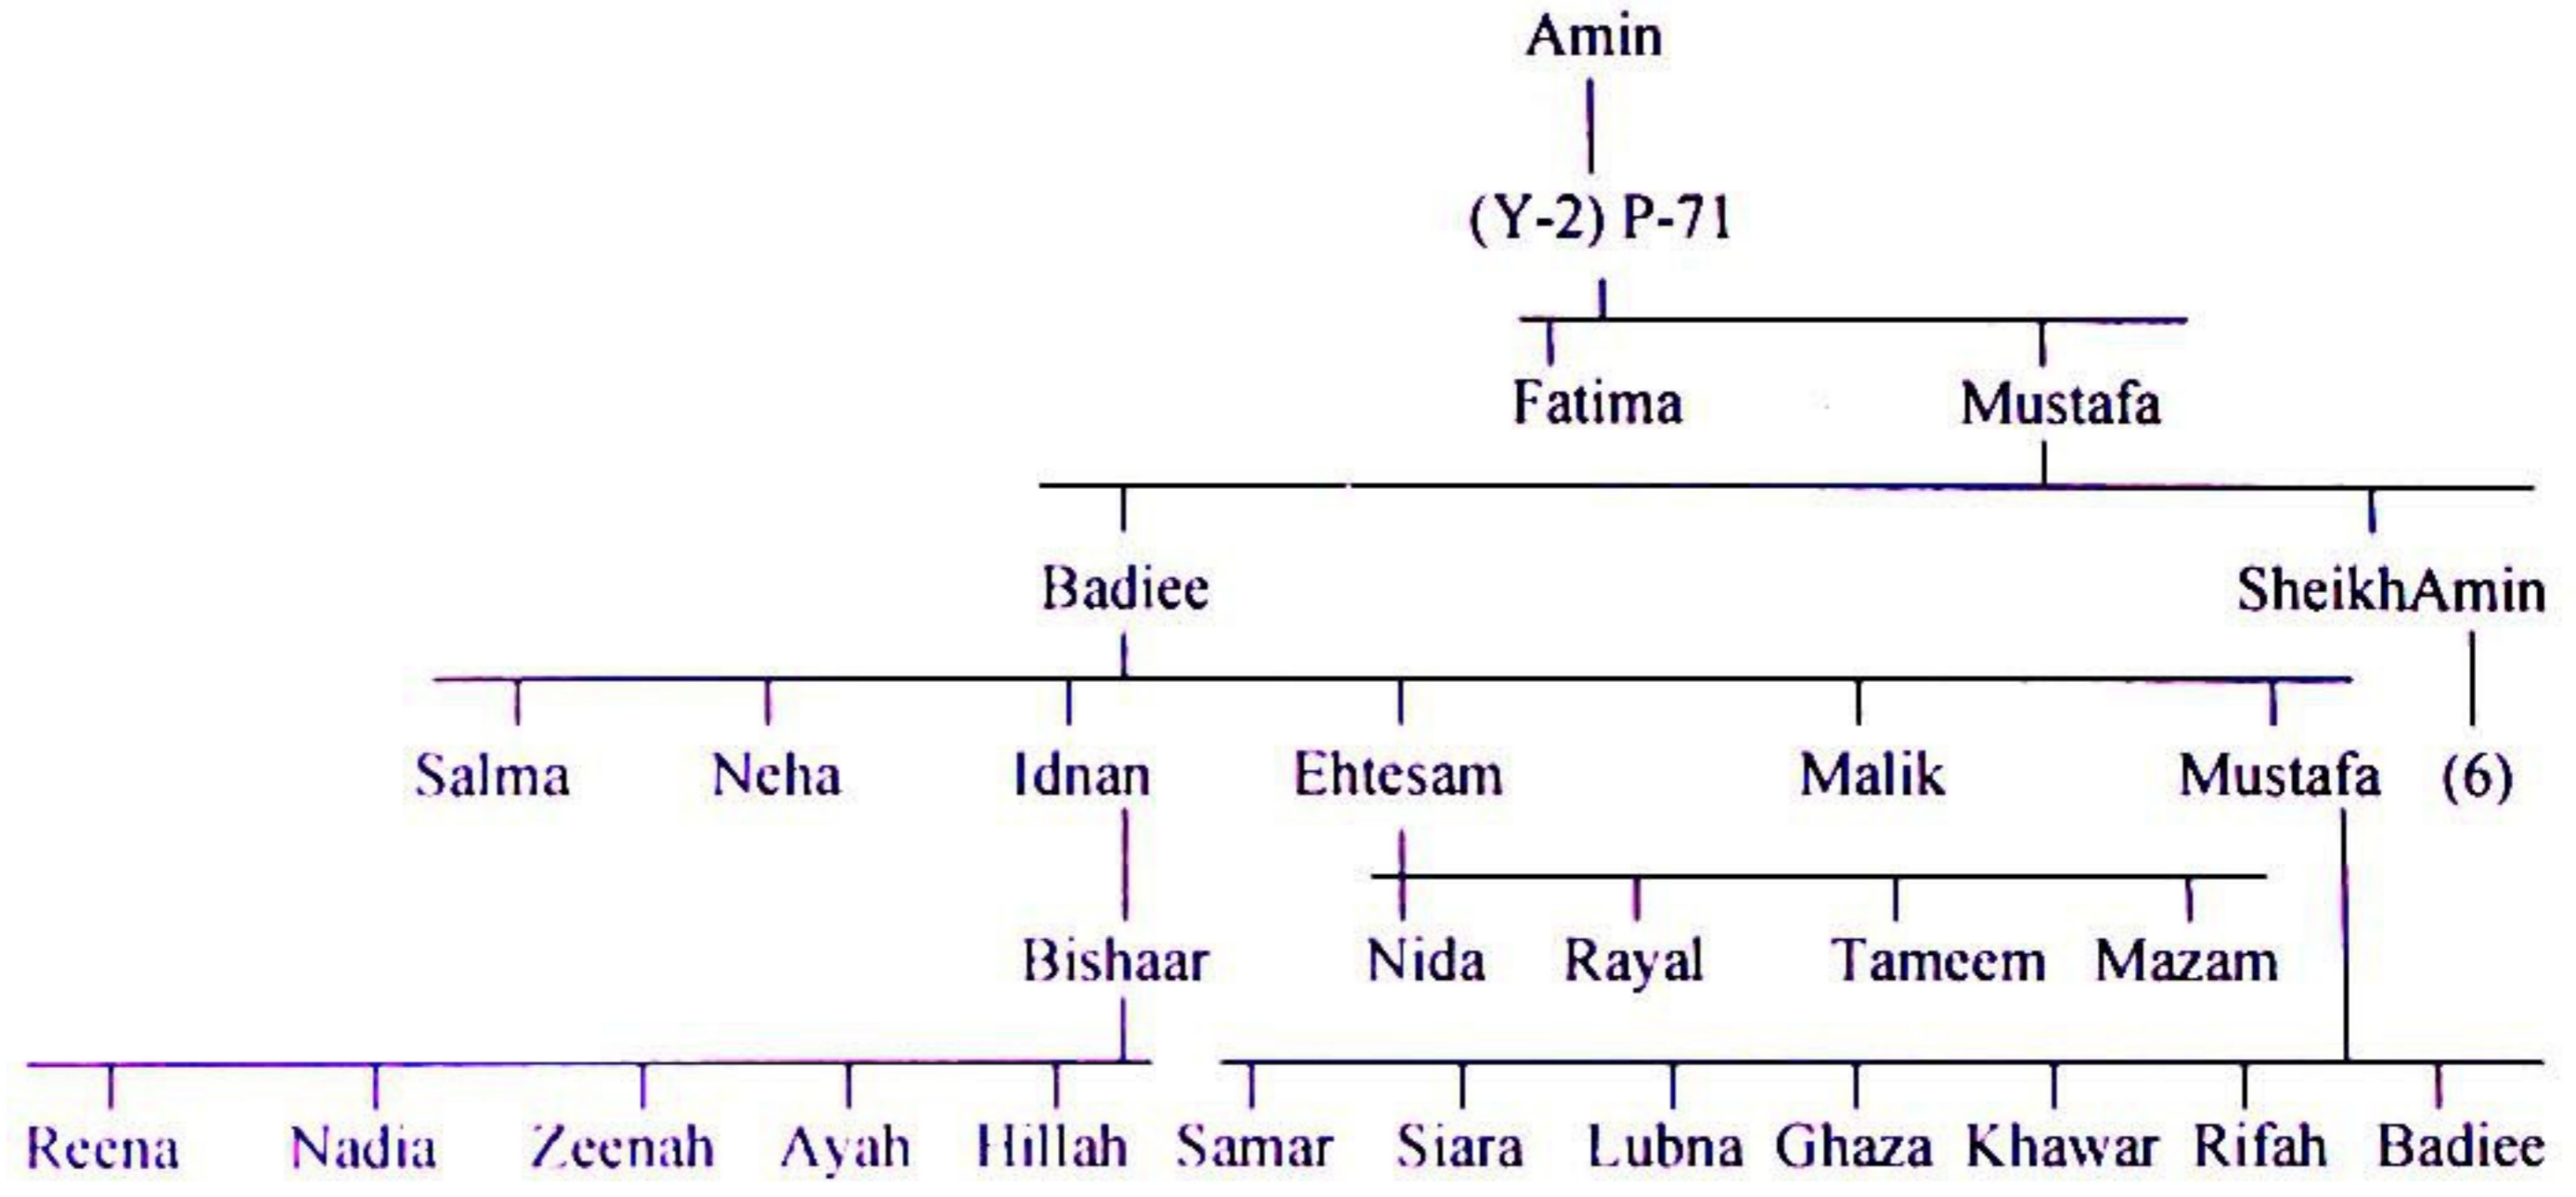 Amin
(Y-2) P-71
Fatima Mustafa
Badiee SheikhAmin
Salma Neha Idnan Ehtesam Malik Mustafa (6)
Bishaar Nida Rayal Tameem Mazam
Reena Nadia Zeenah Ayah Hillah Samar Siara Lubna Ghaza Khawar Rifah Badiee